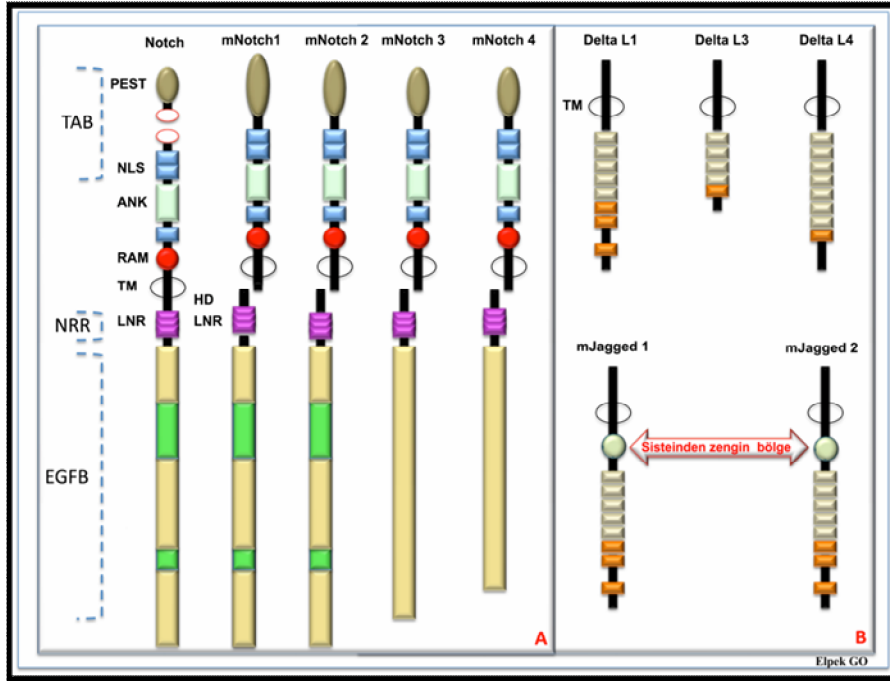 Notch
mNotch1
mNotch 2
mNotch 3
mNotch 4
PEST
TAB
NLS
ANK
RAM
TM
HD
NRR
LNR
LNR
EGFB
A
Delta L1
Delta L3
Delta L4
TM
mJagged 1
mJagged 2
Sisteinden zengin bölge
B
Elpek GO